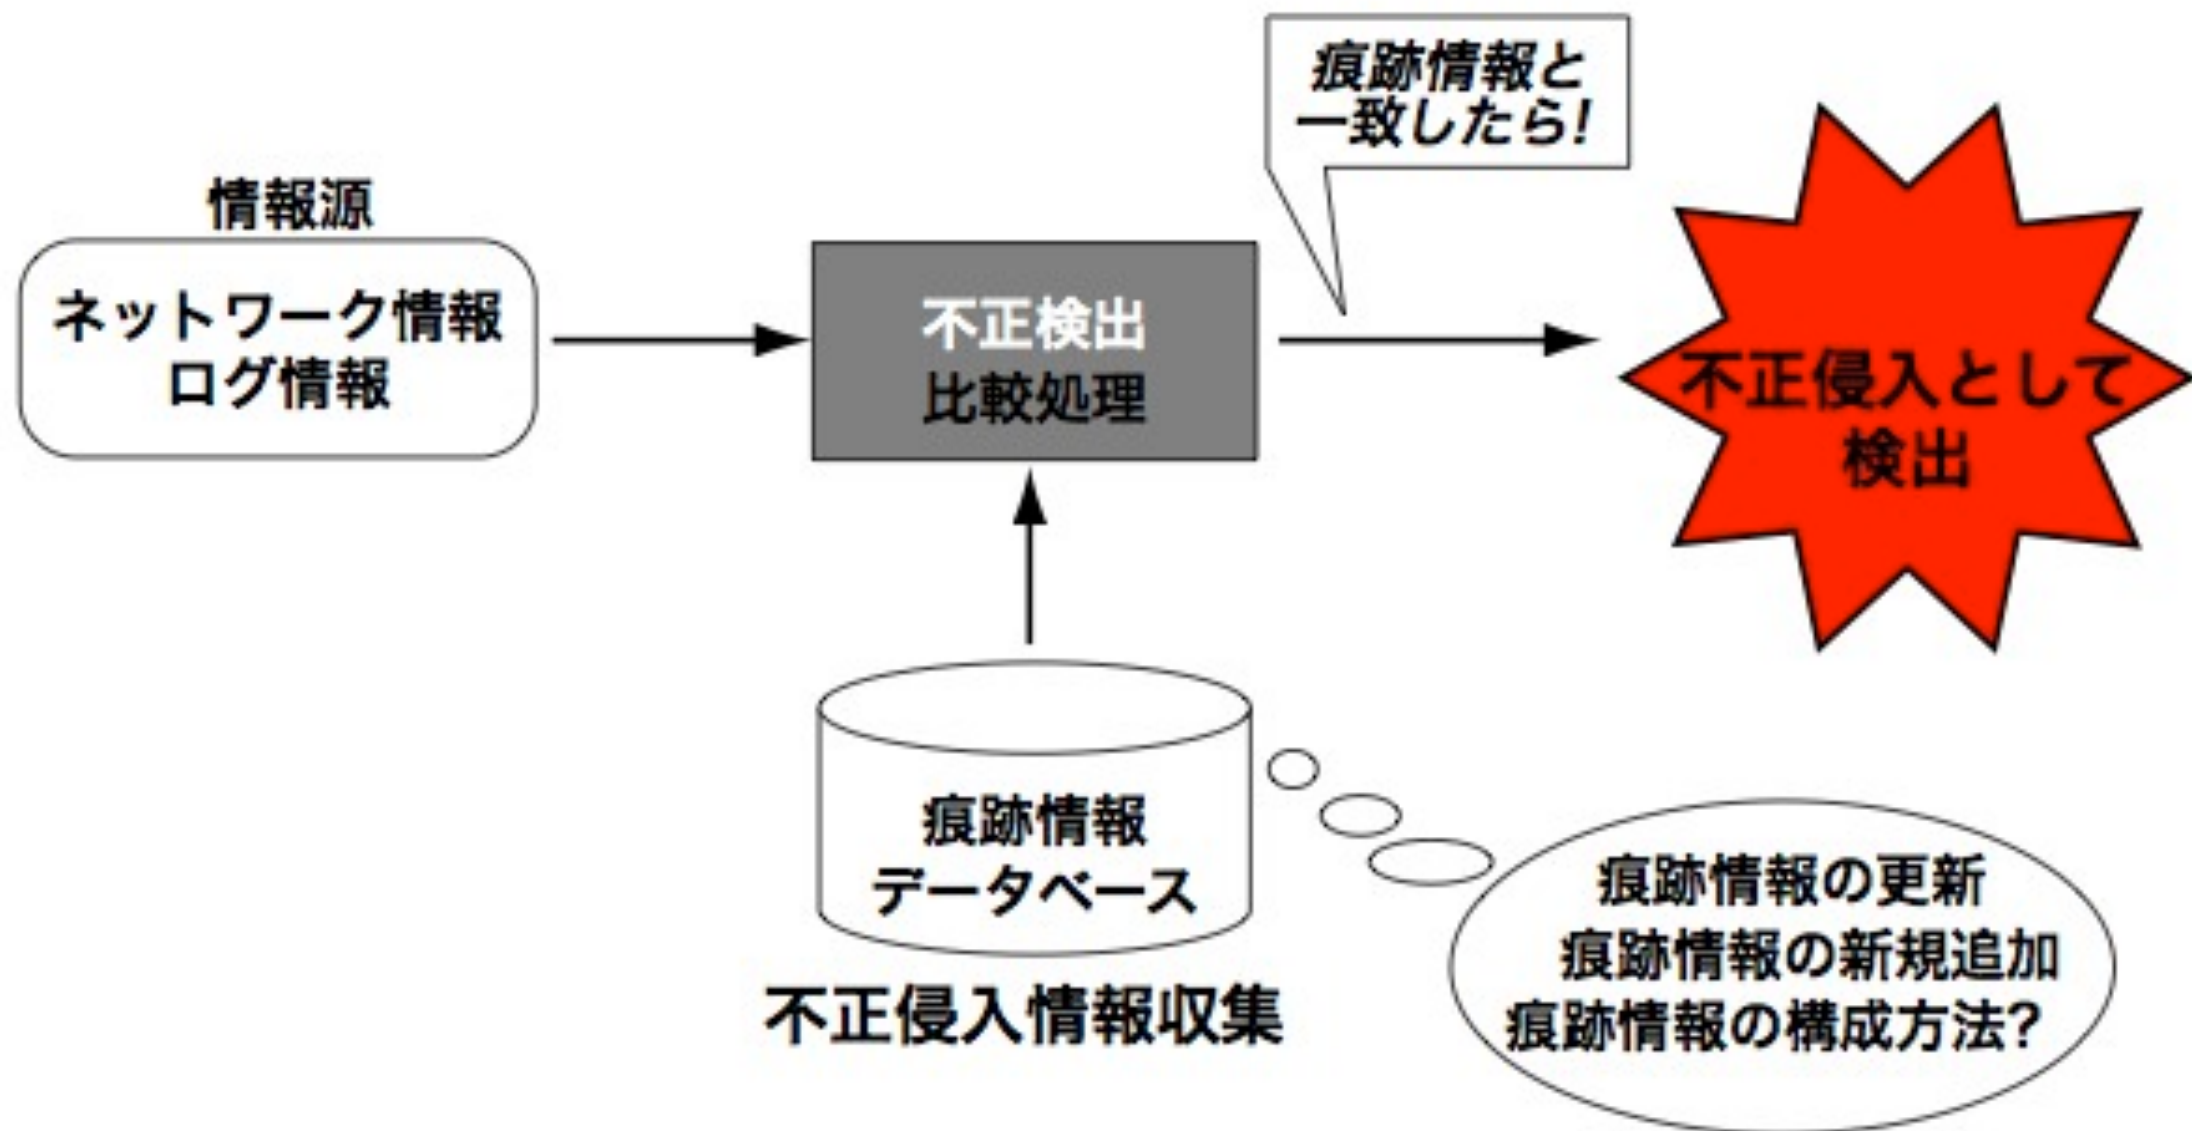 痕跡情報と
一致したら!
情報源
ネットワーク情報
ログ情報
不正検出
比較処理
不正侵入として
検出
痕跡情報
データベース
不正侵入情報収集
痕跡情報の更新
痕跡情報の新規追加
痕跡情報の構成方法?